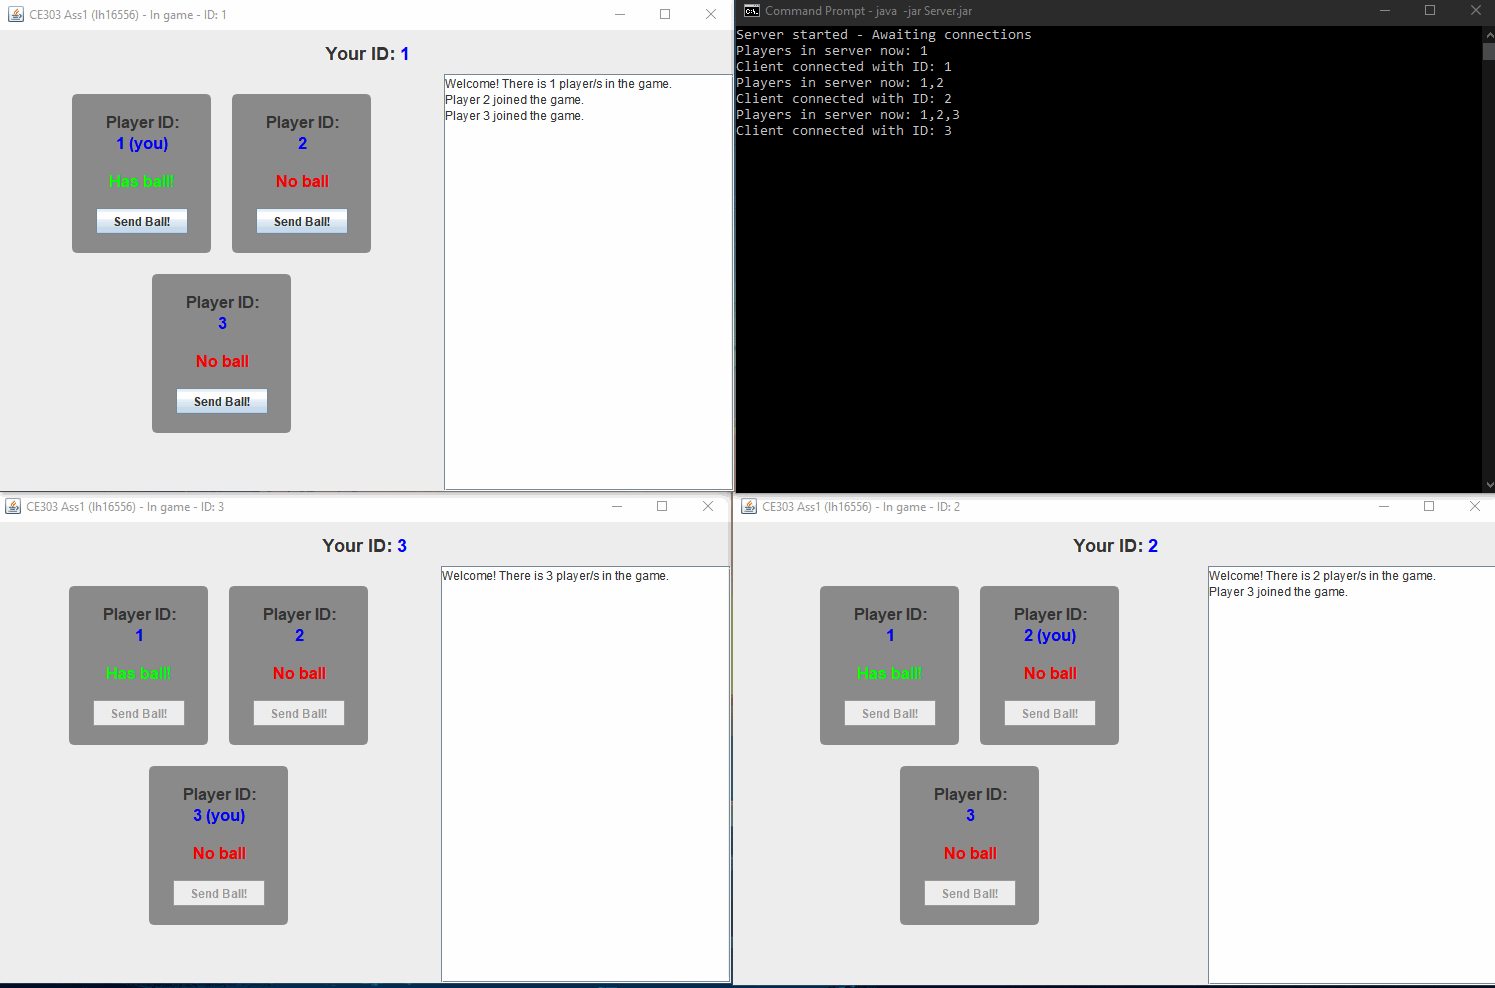 CE303 Ass1 (lh16556) - In game - ID: 1
Your ID: 1
Player ID:
1 (you)
Has ball!
Send Ball!
Player ID:
2
No ball
Send Ball!
Player ID:
3
No ball
Send Ball!
Welcome! There is 1 player/s in the game.
Player 2 joined the game.
Player 3 joined the game.
Command Prompt - java  -jar Server.jar
Server started - Awaiting connections
Players in server now: 1
Client connected with ID: 1
Players in server now: 1,2
Client connected with ID: 2
Players in server now: 1,2,3
Client connected with ID: 3
CE303 Ass1 (lh16556) - In game - ID: 3
Your ID: 3
Player ID:
1
Has ball!
Send Ball!
Player ID:
2
No ball
Send Ball!
Player ID:
3 (you)
No ball
Send Ball!
Welcome! There is 3 player/s in the game.
CE303 Ass1 (lh16556) - In game - ID: 2
Your ID: 2
Player ID:
1
Has ball!
Send Ball!
Player ID:
2 (you)
No ball
Send Ball!
Player ID:
3
No ball
Send Ball!
Welcome! There is 2 player/s in the game.
Player 3 joined the game.